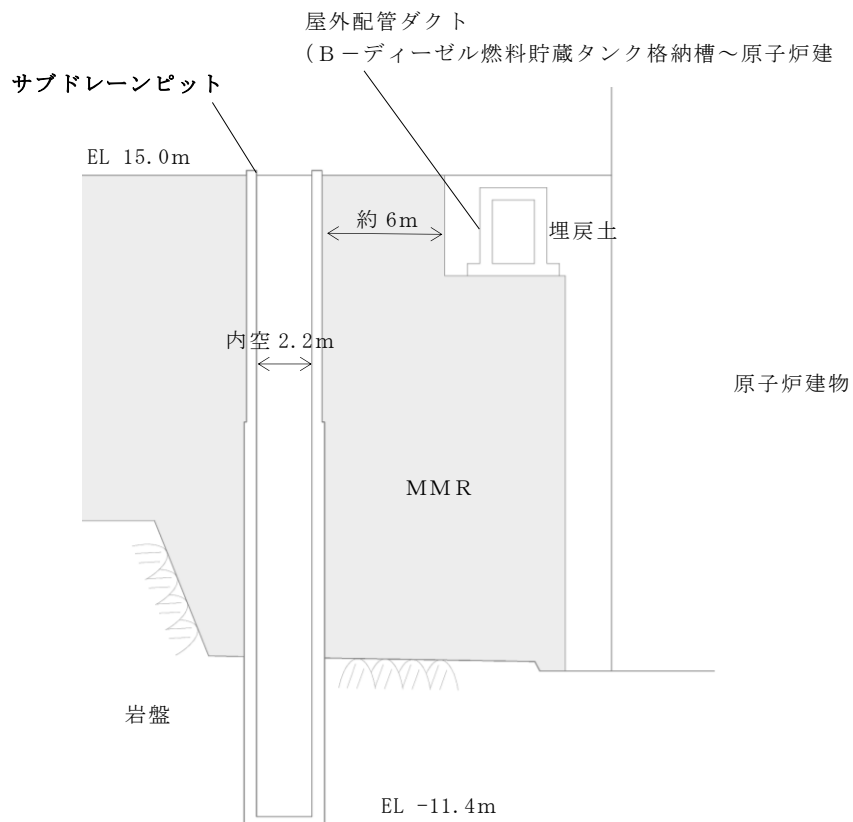 屋外配管ダクト
(Ｂ－ディーゼル燃料貯蔵タンク格納槽～原子炉建
サブドレーンピット
EL 15.0m
約 6m
埋戻土
内空 2.2m
原子炉建物
ＭＭＲ
岩盤
EL -11.4m